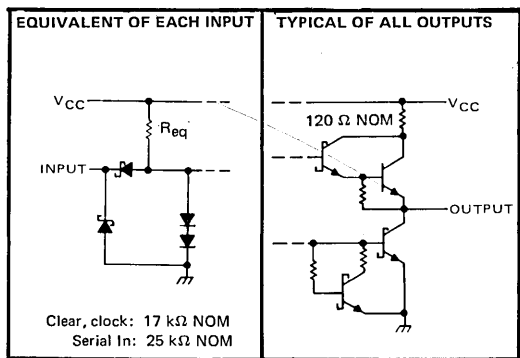 EQUIVALENT OF EACH INPUT
VCC
Req
INPUT
Clear, clock: 17 kΩ NOM
Serial In: 25 kΩ NOM
TYPICAL OF ALL OUTPUTS
VCC
120 Ω NOM
OUTPUT